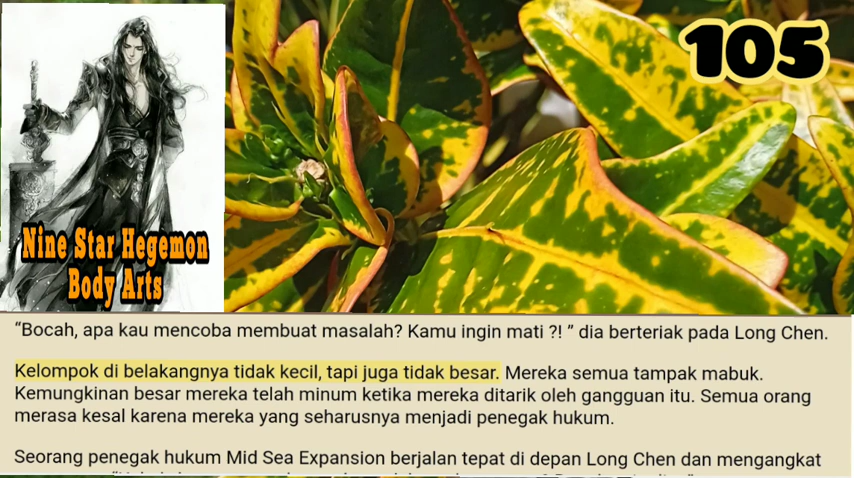 105
Nine Star Hegemon
Body Arts
“Bocah, apa kau mencoba membuat masalah? Kamu ingin mati ?! ” dia berteriak pada Long Chen.
Kelompok di belakangnya tidak kecil, tapi juga tidak besar. Mereka semua tampak mabuk.
Kemungkinan besar mereka telah minum ketika mereka ditarik oleh gangguan itu. Semua orang
merasa kesal karena mereka yang seharusnya menjadi penegak hukum.
Seorang penegak hukum Mid Sea Expansion berjalan tepat di depan Long Chen dan mengangkat